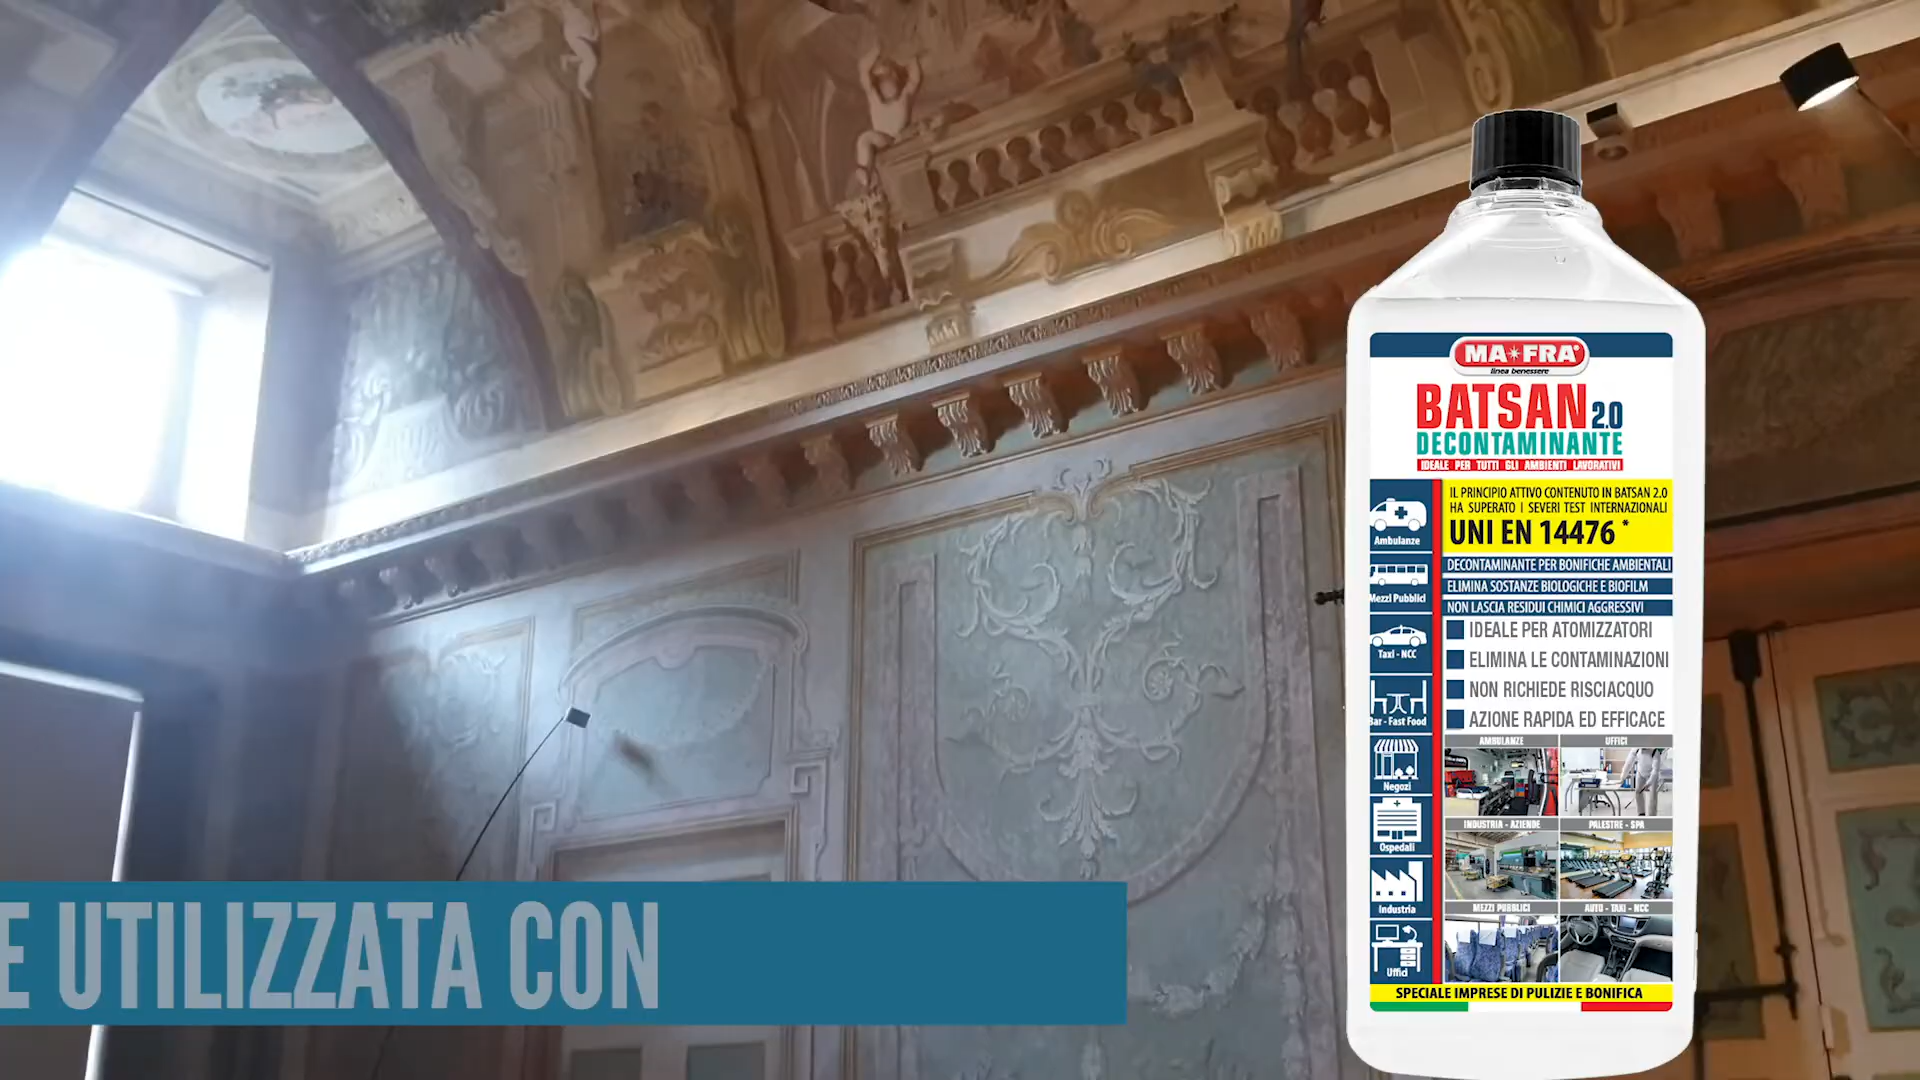 MA*FRA®
linea benessere
BATSAN 2.0
DECONTAMINANTE
IDEALE PER TUTTI GLI AMBIENTI LAVORATIVI
IL PRINCIPIO ATTIVO CONTENUTO IN BATSAN 2.0
HA SUPERATO I SEVERI TEST INTERNAZIONALI
UNI EN 14476*
DECONTAMINANTE PER BONIFICHE AMBIENTALI
ELIMINA SOSTANZE BIOLOGICHE E BIOFILM
NON LASCIA RESIDUI CHIMICI AGGRESSIVI
IDEALE PER ATOMIZZATORI
ELIMINA LE CONTAMINAZIONI
NON RICHIEDE RISCIACQUO
AZIONE RAPIDA ED EFFICACE
Ambulanze
Mezzi Pubblici
Taxi - NCC
Bar - Fast Food
Negozi
Ospedali
Industria
Uffici
AMBULANZE
UFFICI
INDUSTRIA - AZIENDE
PALESTRE - SPA
MEZZI PUBBLICI
AUTO - TAXI - NCC
SPECIALE IMPRESE DI PULIZIE E BONIFICA
E UTILIZZATA CON